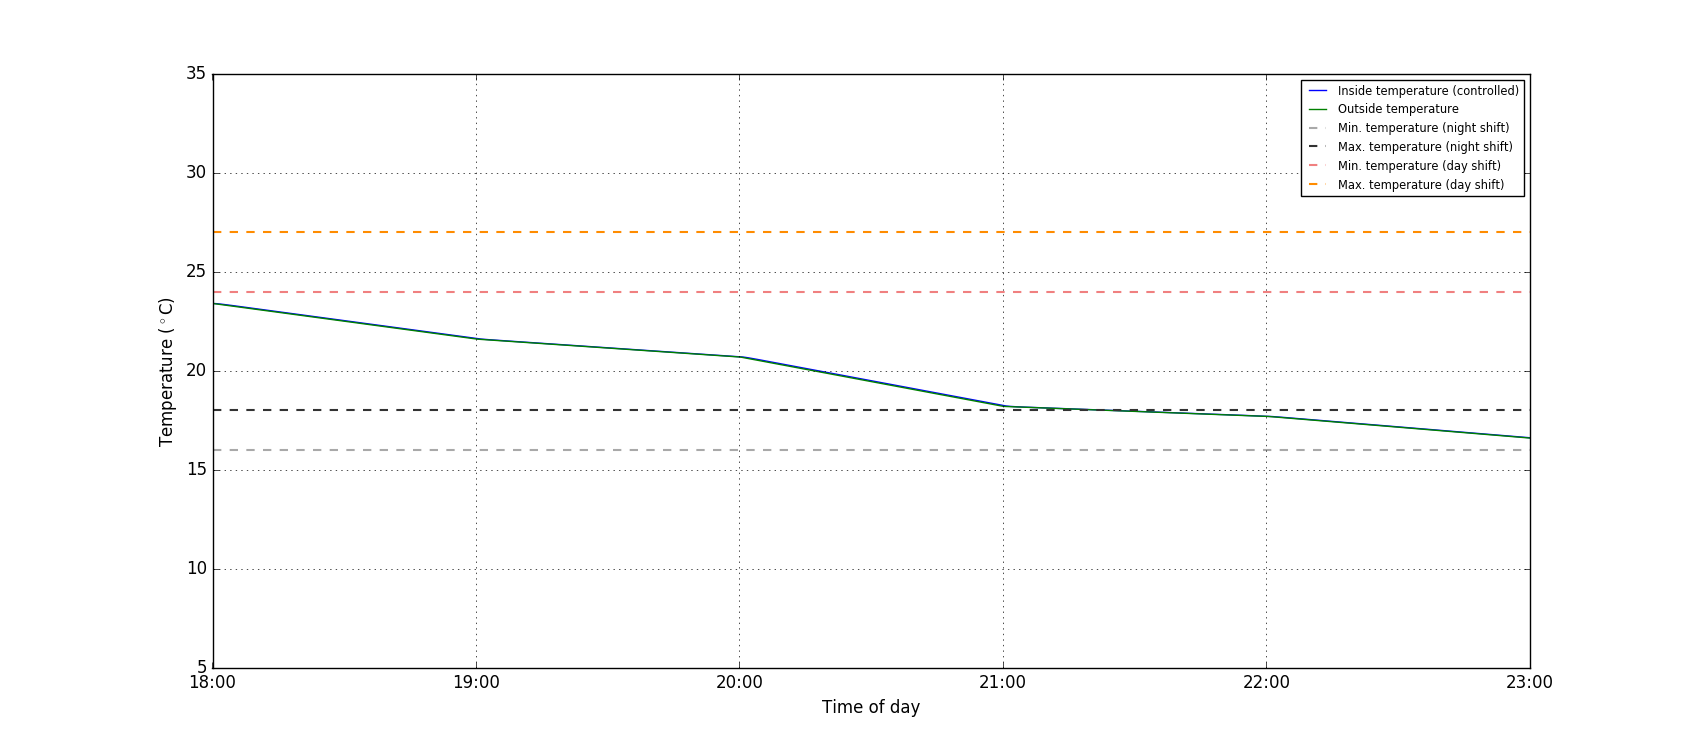 35
30
25
20
15
10
5
Temperature (°C)
18:00 19:00 20:00 21:00 22:00 23:00
Time of day
Inside temperature (controlled)
Outside temperature
Min. temperature (night shift)
Max. temperature (night shift)
Min. temperature (day shift)
Max. temperature (day shift)